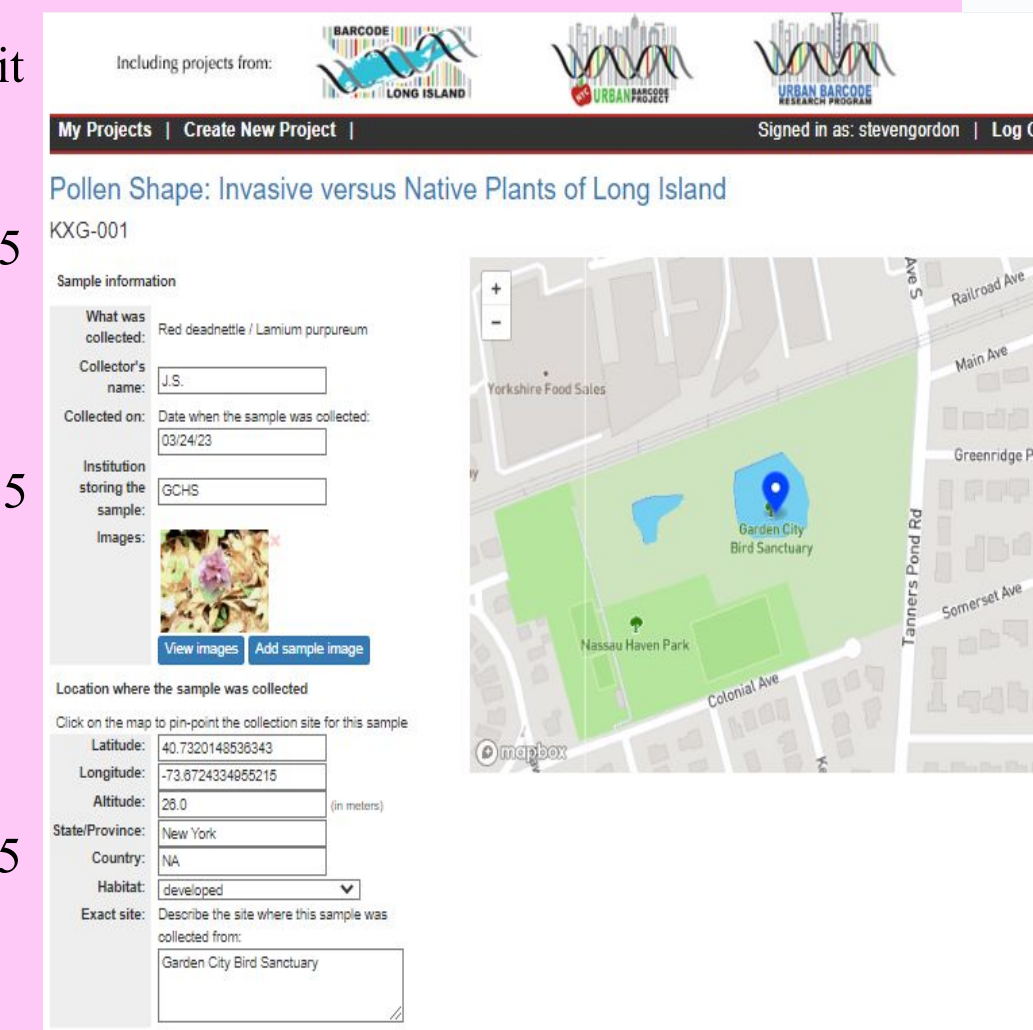 it
5
5
5
Including projects from:
BARCODE
LONG ISLAND
NYC
URBAN BARCODE
PROJECT
URBAN BARCODE
RESEARCH PROGRAM
My Projects | Create New Project |
Signed in as: stevengordon | Log
Pollen Shape: Invasive versus Native Plants of Long Island
KXG-001
Sample information
What was collected: Red deadnettle / Lamium purpureum
Collector's name: J.S.
Collected on: Date when the sample was collected:
03/24/23
Institution storing the sample: GCHS
Images:
x
View images Add sample image
Location where the sample was collected
Click on the map to pin-point the collection site for this sample
Latitude: 40.7320148536343
Longitude: -73.6724334955215
Altitude: 26.0 (in meters)
State/Province: New York
Country: NA
Habitat: developed
Exact site: Describe the site where this sample was
collected from:
Garden City Bird Sanctuary
+
−
Ave S
Railroad Ave
Main Ave
Yorkshire Food Sales
Greenridge P
Garden City
Bird Sanctuary
Tanners Pond Rd
Somerset Ave
Nassau Haven Park
Colonial Ave
mapbox